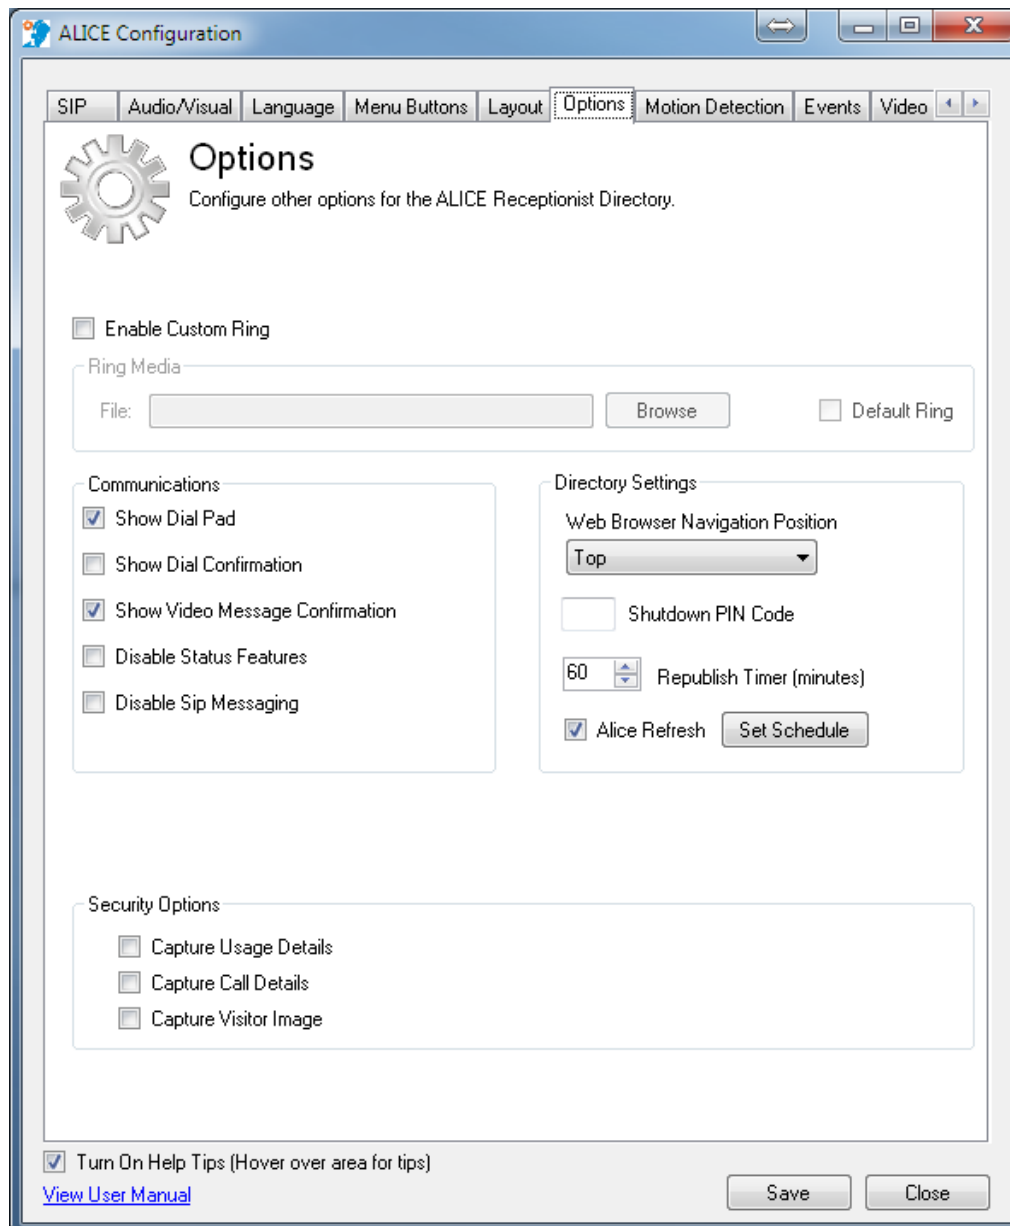 ALICE Configuration
SIP Audio/Visual Language Menu Buttons Layout Options Motion Detection Events Video
Options
Configure other options for the ALICE Receptionist Directory.
Enable Custom Ring
Ring Media
File: Browse Default Ring
Communications
Show Dial Pad
Show Dial Confirmation
Show Video Message Confirmation
Disable Status Features
Disable Sip Messaging
Directory Settings
Web Browser Navigation Position
Top
Shutdown PIN Code
60 Republish Timer (minutes)
Alice Refresh Set Schedule
Security Options
Capture Usage Details
Capture Call Details
Capture Visitor Image
Turn On Help Tips (Hover over area for tips)
View User Manual
Save Close